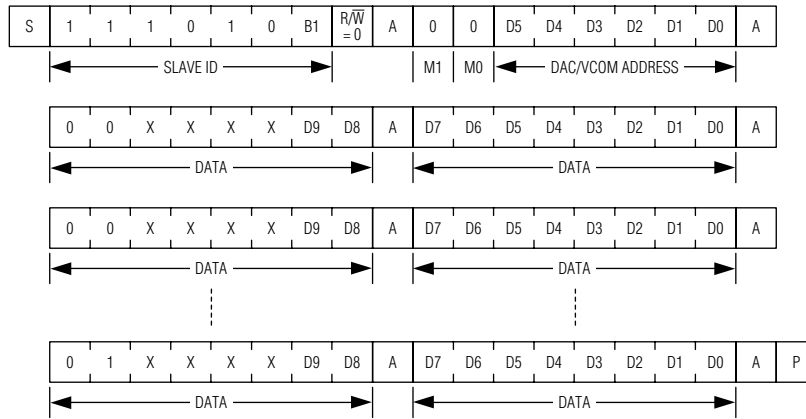 S 1 1 1 0 1 0 B1 R/W̅ = 0 A 0 0 D5 D4 D3 D2 D1 D0 A
SLAVE ID M1 M0 DAC/VCOM ADDRESS
0 0 X X X X D9 D8 A D7 D6 D5 D4 D3 D2 D1 D0 A
DATA DATA
0 0 X X X X D9 D8 A D7 D6 D5 D4 D3 D2 D1 D0 A
DATA DATA
0 1 X X X X D9 D8 A D7 D6 D5 D4 D3 D2 D1 D0 A P
DATA DATA